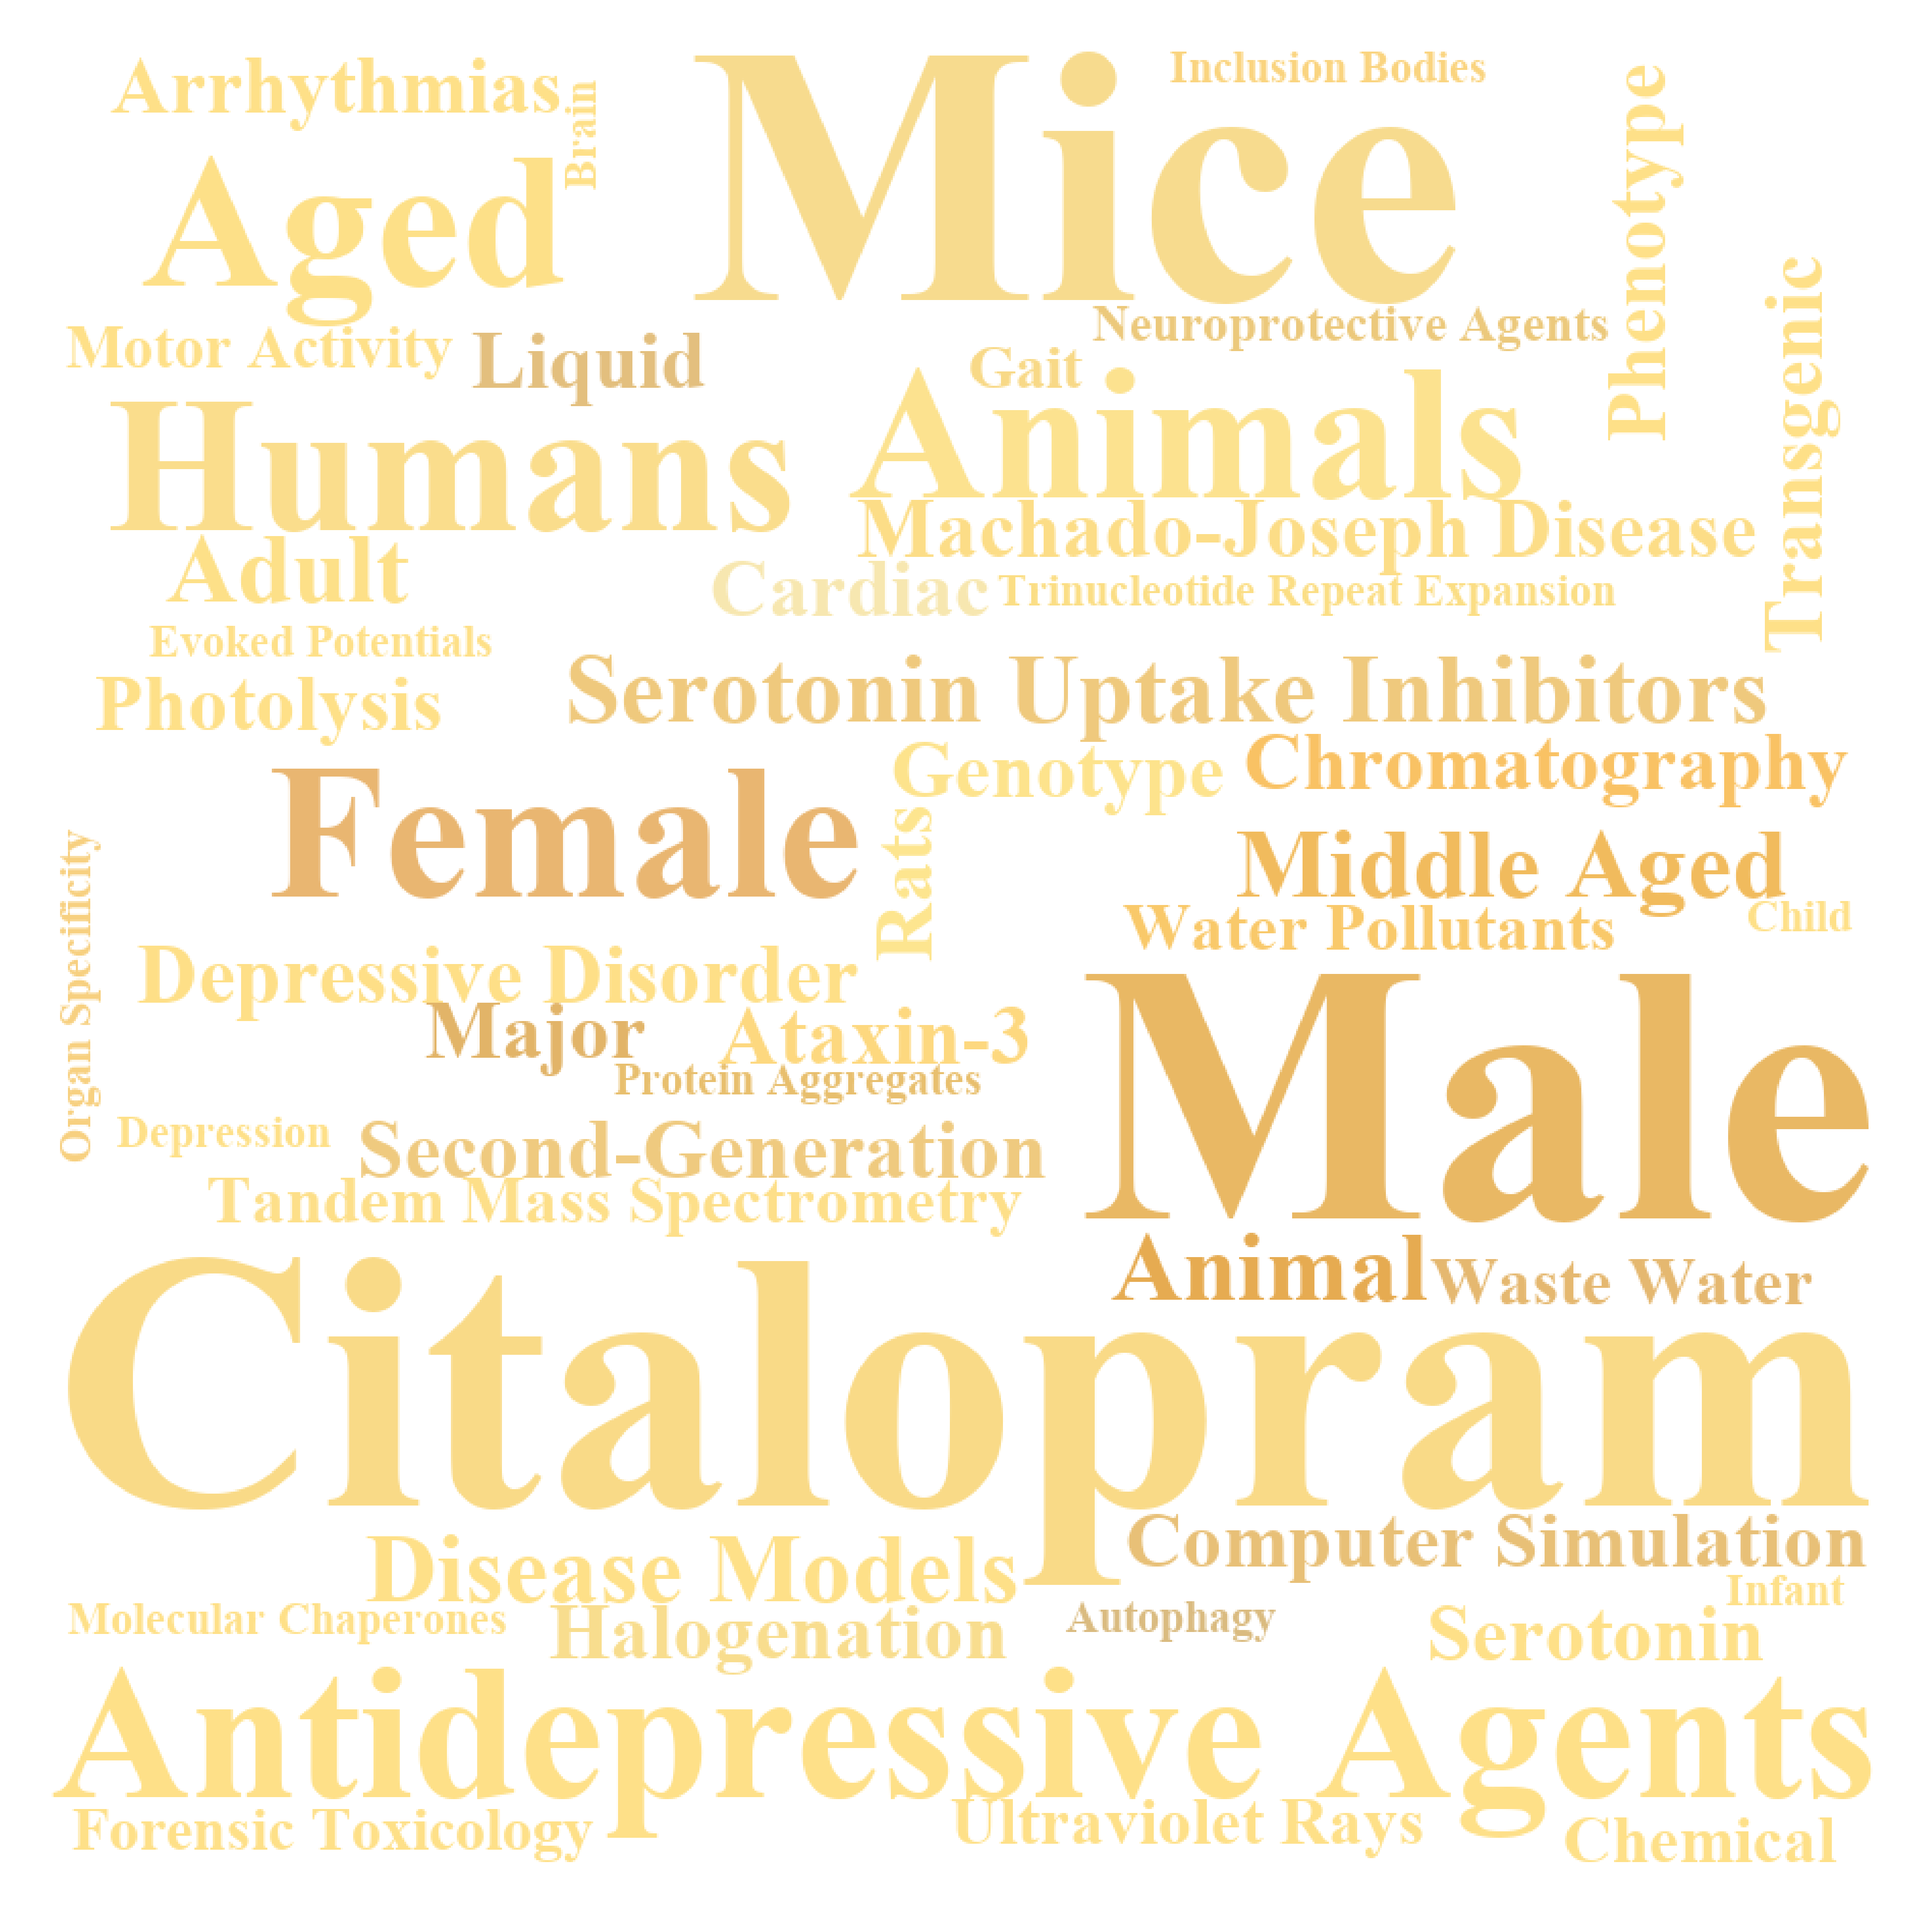 Mice
Inclusion Bodies
Arrhythmias
Brain
Phenotype
Aged
Transgenic
Neuroprotective Agents
Motor Activity
Liquid
Gait
Animals
Humans
Machado-Joseph Disease
Adult
Cardiac
Trinucleotide Repeat Expansion
Evoked Potentials
Serotonin Uptake Inhibitors
Photolysis
Genotype
Chromatography
Female
Rats
Middle Aged
Organ Specificity
Water Pollutants
Child
Depressive Disorder
Male
Major
Ataxin-3
Protein Aggregates
Depression
Second-Generation
Tandem Mass Spectrometry
Animal
Waste Water
Citalopram
Computer Simulation
Disease Models
Infant
Molecular Chaperones
Halogenation
Autophagy
Serotonin
Antidepressive Agents
Forensic Toxicology
Ultraviolet Rays
Chemical